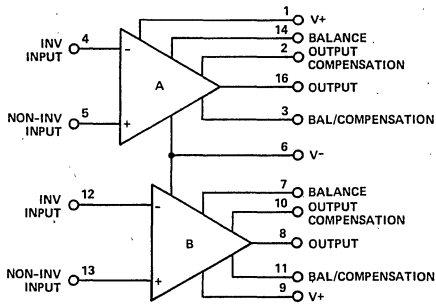 1 V+
14 BALANCE
INV INPUT 4 -
2 OUTPUT COMPENSATION
A
16 OUTPUT
NON-INV INPUT 5 +
3 BAL/COMPENSATION
6 V-
7 BALANCE
INV INPUT 12 -
10 OUTPUT COMPENSATION
B
8 OUTPUT
NON-INV INPUT 13 +
11 BAL/COMPENSATION
9 V+